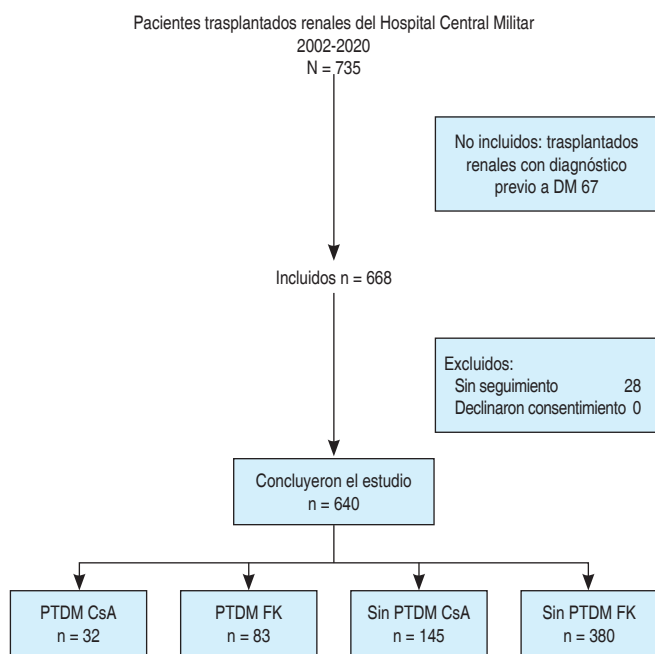 Pacientes trasplantados renales del Hospital Central Militar
2002-2020
N = 735
No incluidos: trasplantados
renales con diagnóstico
previo a DM 67
Incluidos n = 668
Excluidos:
Sin seguimiento 28
Declinaron consentimiento 0
Concluyeron el estudio
n = 640
PTDM CsA
n = 32
PTDM FK
n = 83
Sin PTDM CsA
n = 145
Sin PTDM FK
n = 380